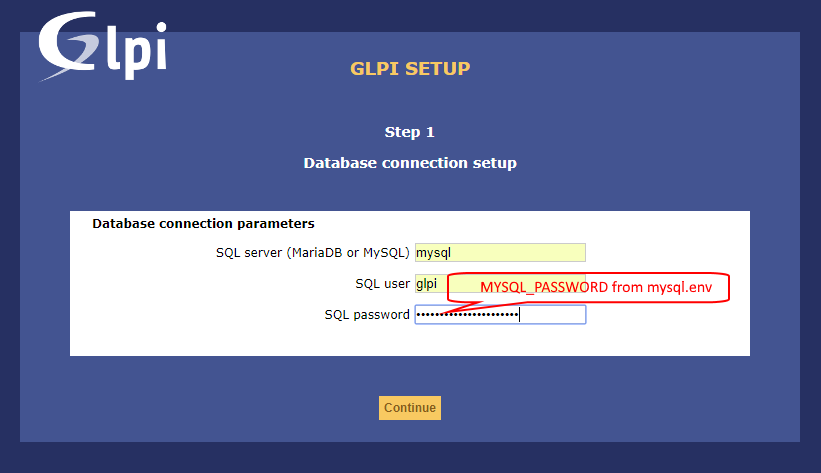 Glpi
GLPI SETUP
Step 1
Database connection setup
Database connection parameters
SQL server (MariaDB or MySQL) mysql
SQL user glpi
MYSQL_PASSWORD from mysql.env
SQL password
Continue